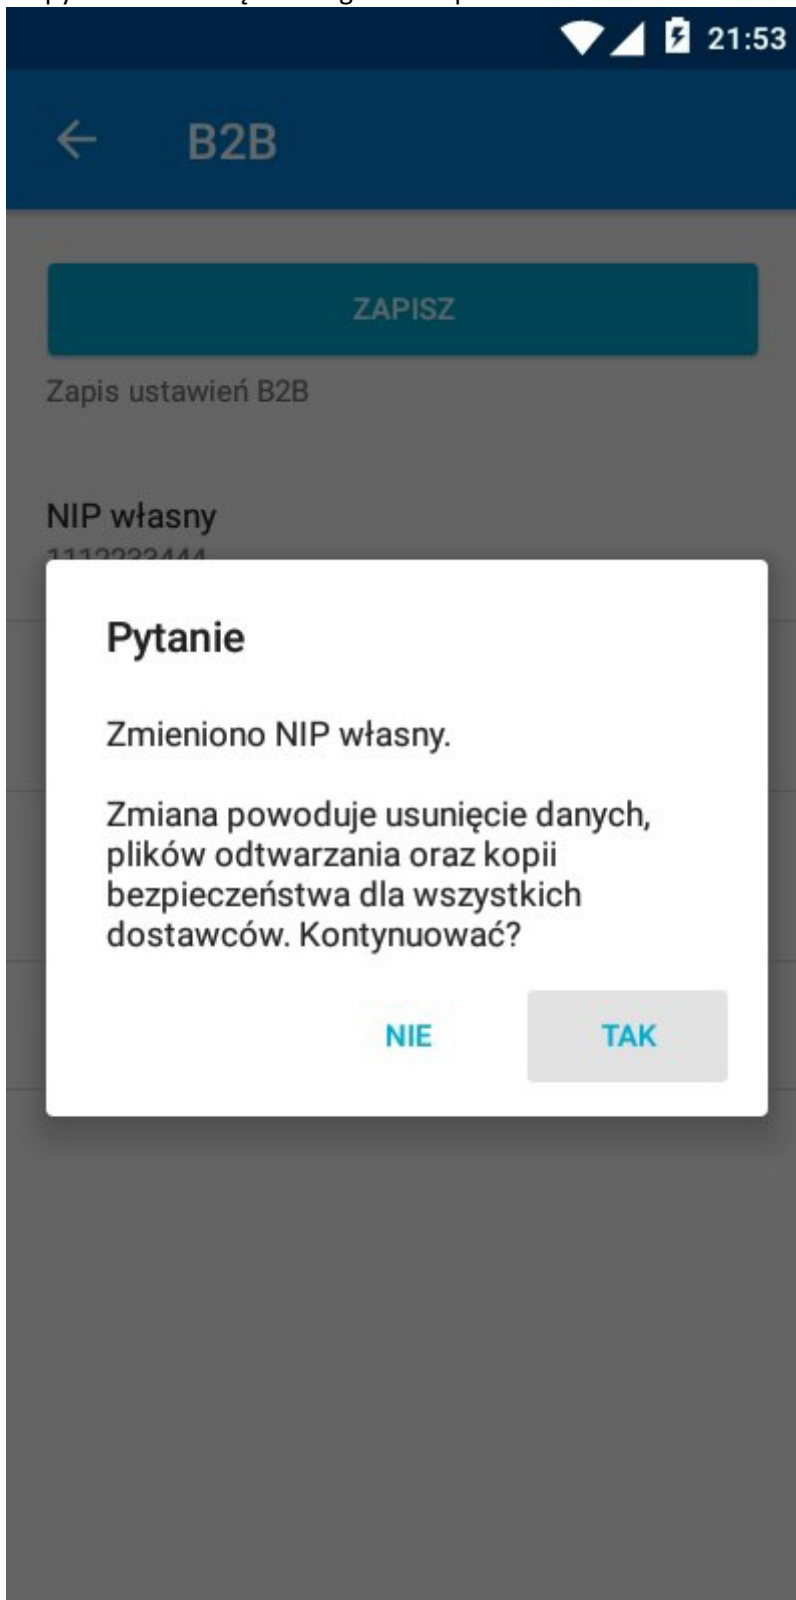 21:53
B2B
ZAPISZ
Zapis ustawień B2B
NIP własny
1112233444
Pytanie
Zmieniono NIP własny.
Zmiana powoduje usunięcie danych,
plików odtwarzania oraz kopii
bezpieczeństwa dla wszystkich
dostawców. Kontynuować?
NIE
TAK